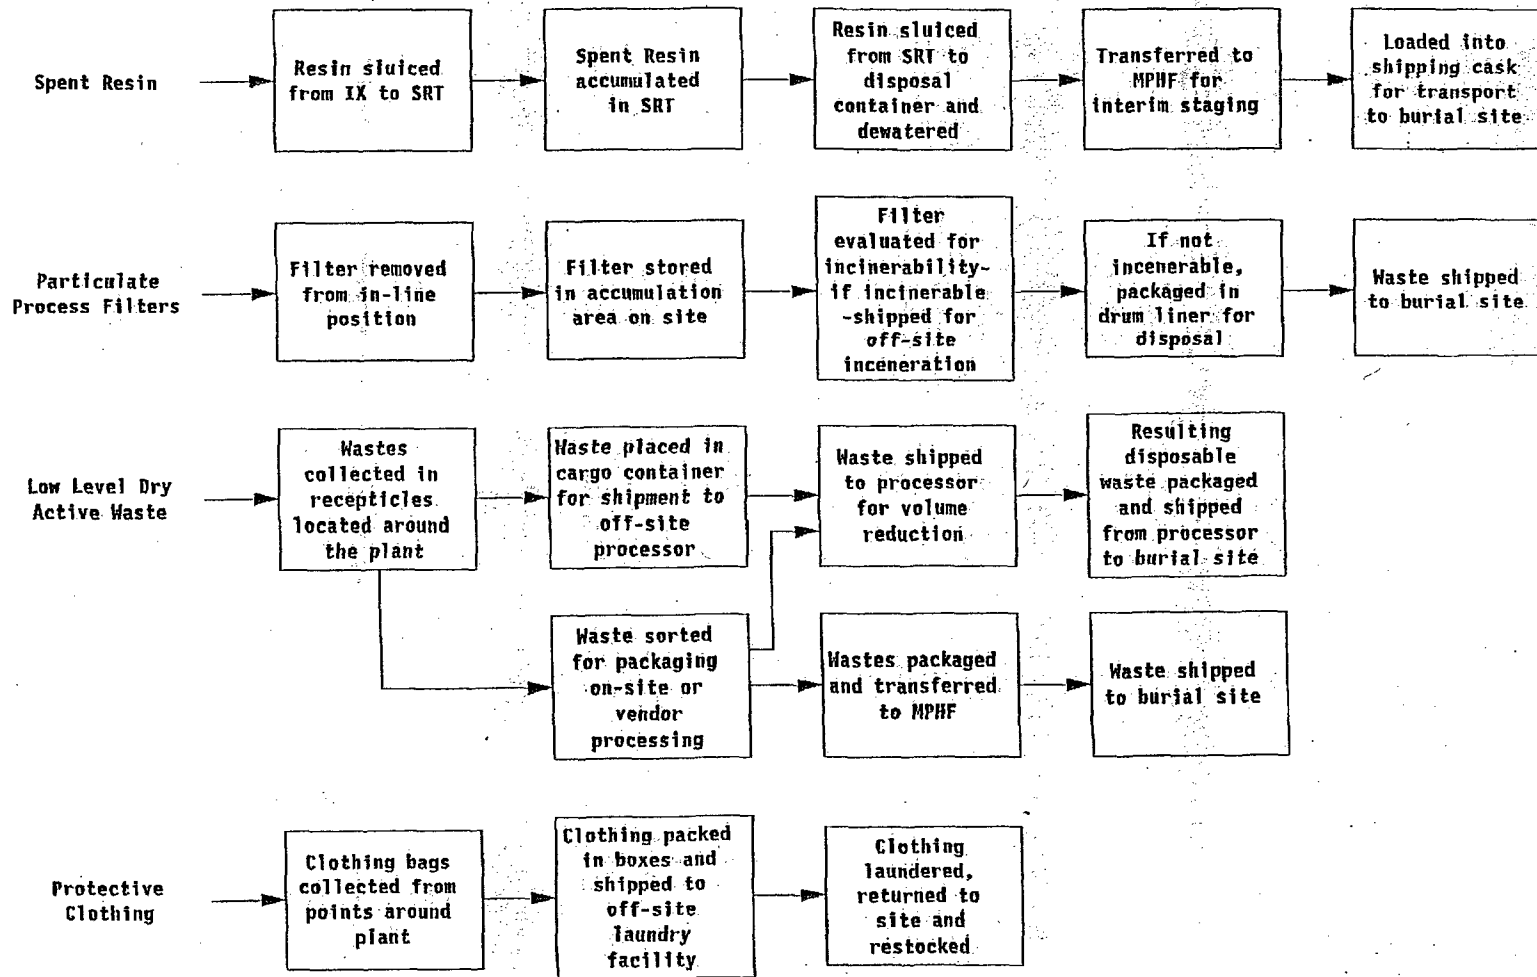 Spent Resin
Resin sluiced
from IX to SRT
Spent Resin
accumulated
in SRT
Resin sluiced
from SRT to
disposal
container and
dewatered
Transferred to
MPHF for
interim staging
Loaded into
shipping cask
for transport
to burial site
Particulate
Process Filters
Filter removed
from in-line
position
Filter stored
in accumulation
area on site
Filter
evaluated for
incinerability-
if incinerable
-shipped for
off-site
inceneration
If not
incenerable,
packaged in
drum liner for
disposal
Waste shipped
to burial site
Low Level Dry
Active Waste
Wastes
collected in
recepticles
located around
the plant
Waste placed in
cargo container
for shipment to
off-site
processor
Waste shipped
to processor
for volume
reduction
Resulting
disposable
waste packaged
and shipped
from processor
to burial site
Waste sorted
for packaging
on-site or
vendor
processing
Wastes packaged
and transferred
to MPHF
Waste shipped
to burial site
Protective
Clothing
Clothing bags
collected from
points around
plant
Clothing packed
in boxes and
shipped to
off-site
laundry
facility
Clothing
laundered,
returned to
site and
restocked